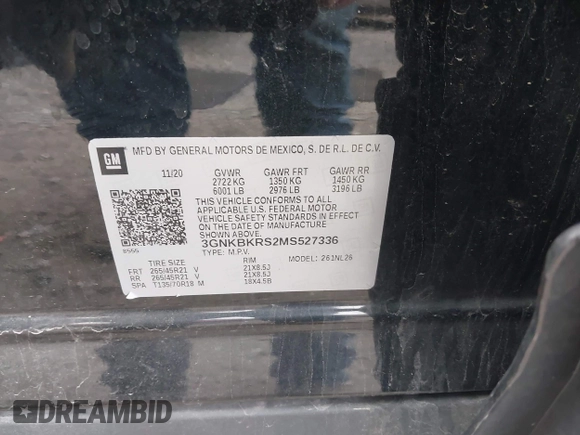 GM
MFD BY GENERAL MOTORS DE MEXICO, S. DE R.L. DE C.V.
11/20 GVWR GAWR FRT GAWR RR
2722 KG 1350 KG 1450 KG
6001 LB 2976 LB 3196 LB
THIS VEHICLE CONFORMS TO ALL
APPLICABLE U.S. FEDERAL MOTOR
VEHICLE SAFETY STANDARDS IN EFFECT ON
THE DATE OF MANUFACTURE SHOWN ABOVE.
3GNKBKRS2MS527336
TYPE: M.P.V. MODEL: 261NL26
TIRE SIZE RIM
FRT 265/45R21 V 21X8.5J
RR 265/45R21 V 21X8.5J
SPA T135/70R18 M 18X4.5B
DREAMBID